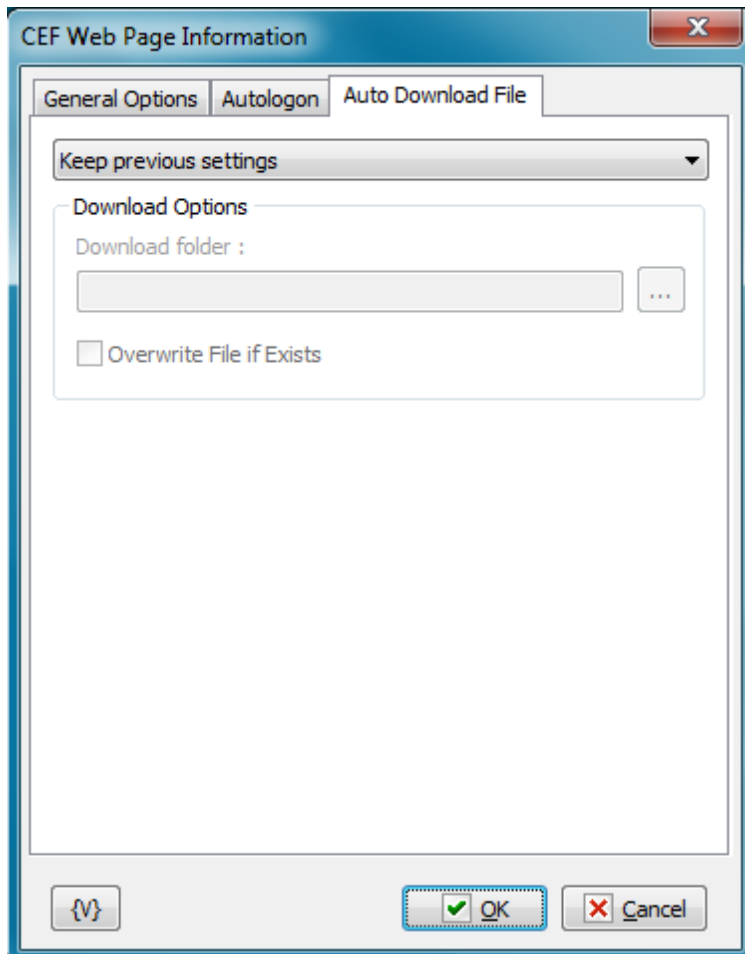 CEF Web Page Information
General Options Autologon Auto Download File
Keep previous settings
Download Options
Download folder :
...
Overwrite File if Exists
{V} OK Cancel